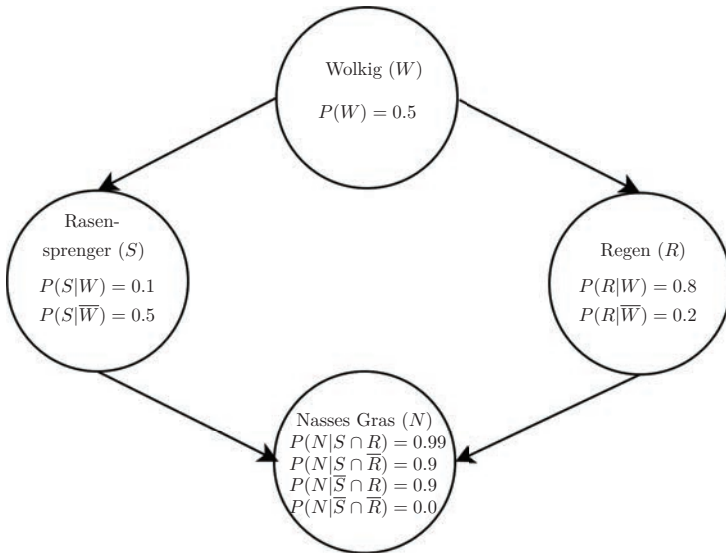 Wolkig (W)
P(W) = 0.5
Rasen-
sprenger (S)
P(S|W) = 0.1
P(S|W̅) = 0.5
Regen (R)
P(R|W) = 0.8
P(R|W̅) = 0.2
Nasses Gras (N)
P(N|S ∩ R) = 0.99
P(N|S ∩ R̅) = 0.9
P(N|S̅ ∩ R) = 0.9
P(N|S̅ ∩ R̅) = 0.0